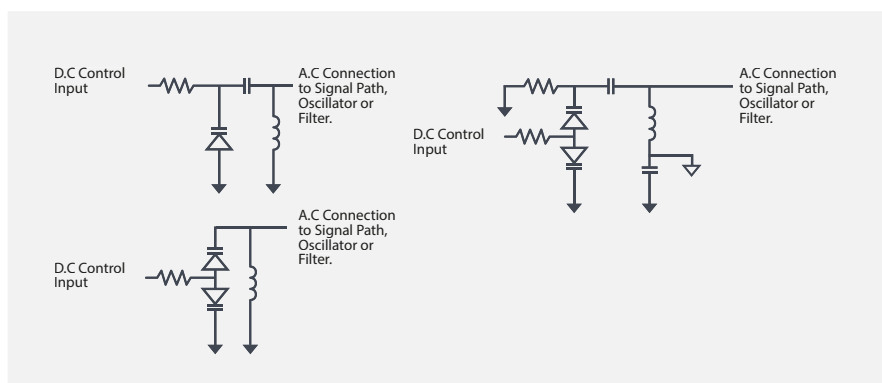 D.C Control
Input
A.C Connection
to Signal Path,
Oscillator or
Filter.
D.C Control
Input
A.C Connection
to Signal Path,
Oscillator or
Filter.
D.C Control
Input
A.C Connection
to Signal Path,
Oscillator or
Filter.